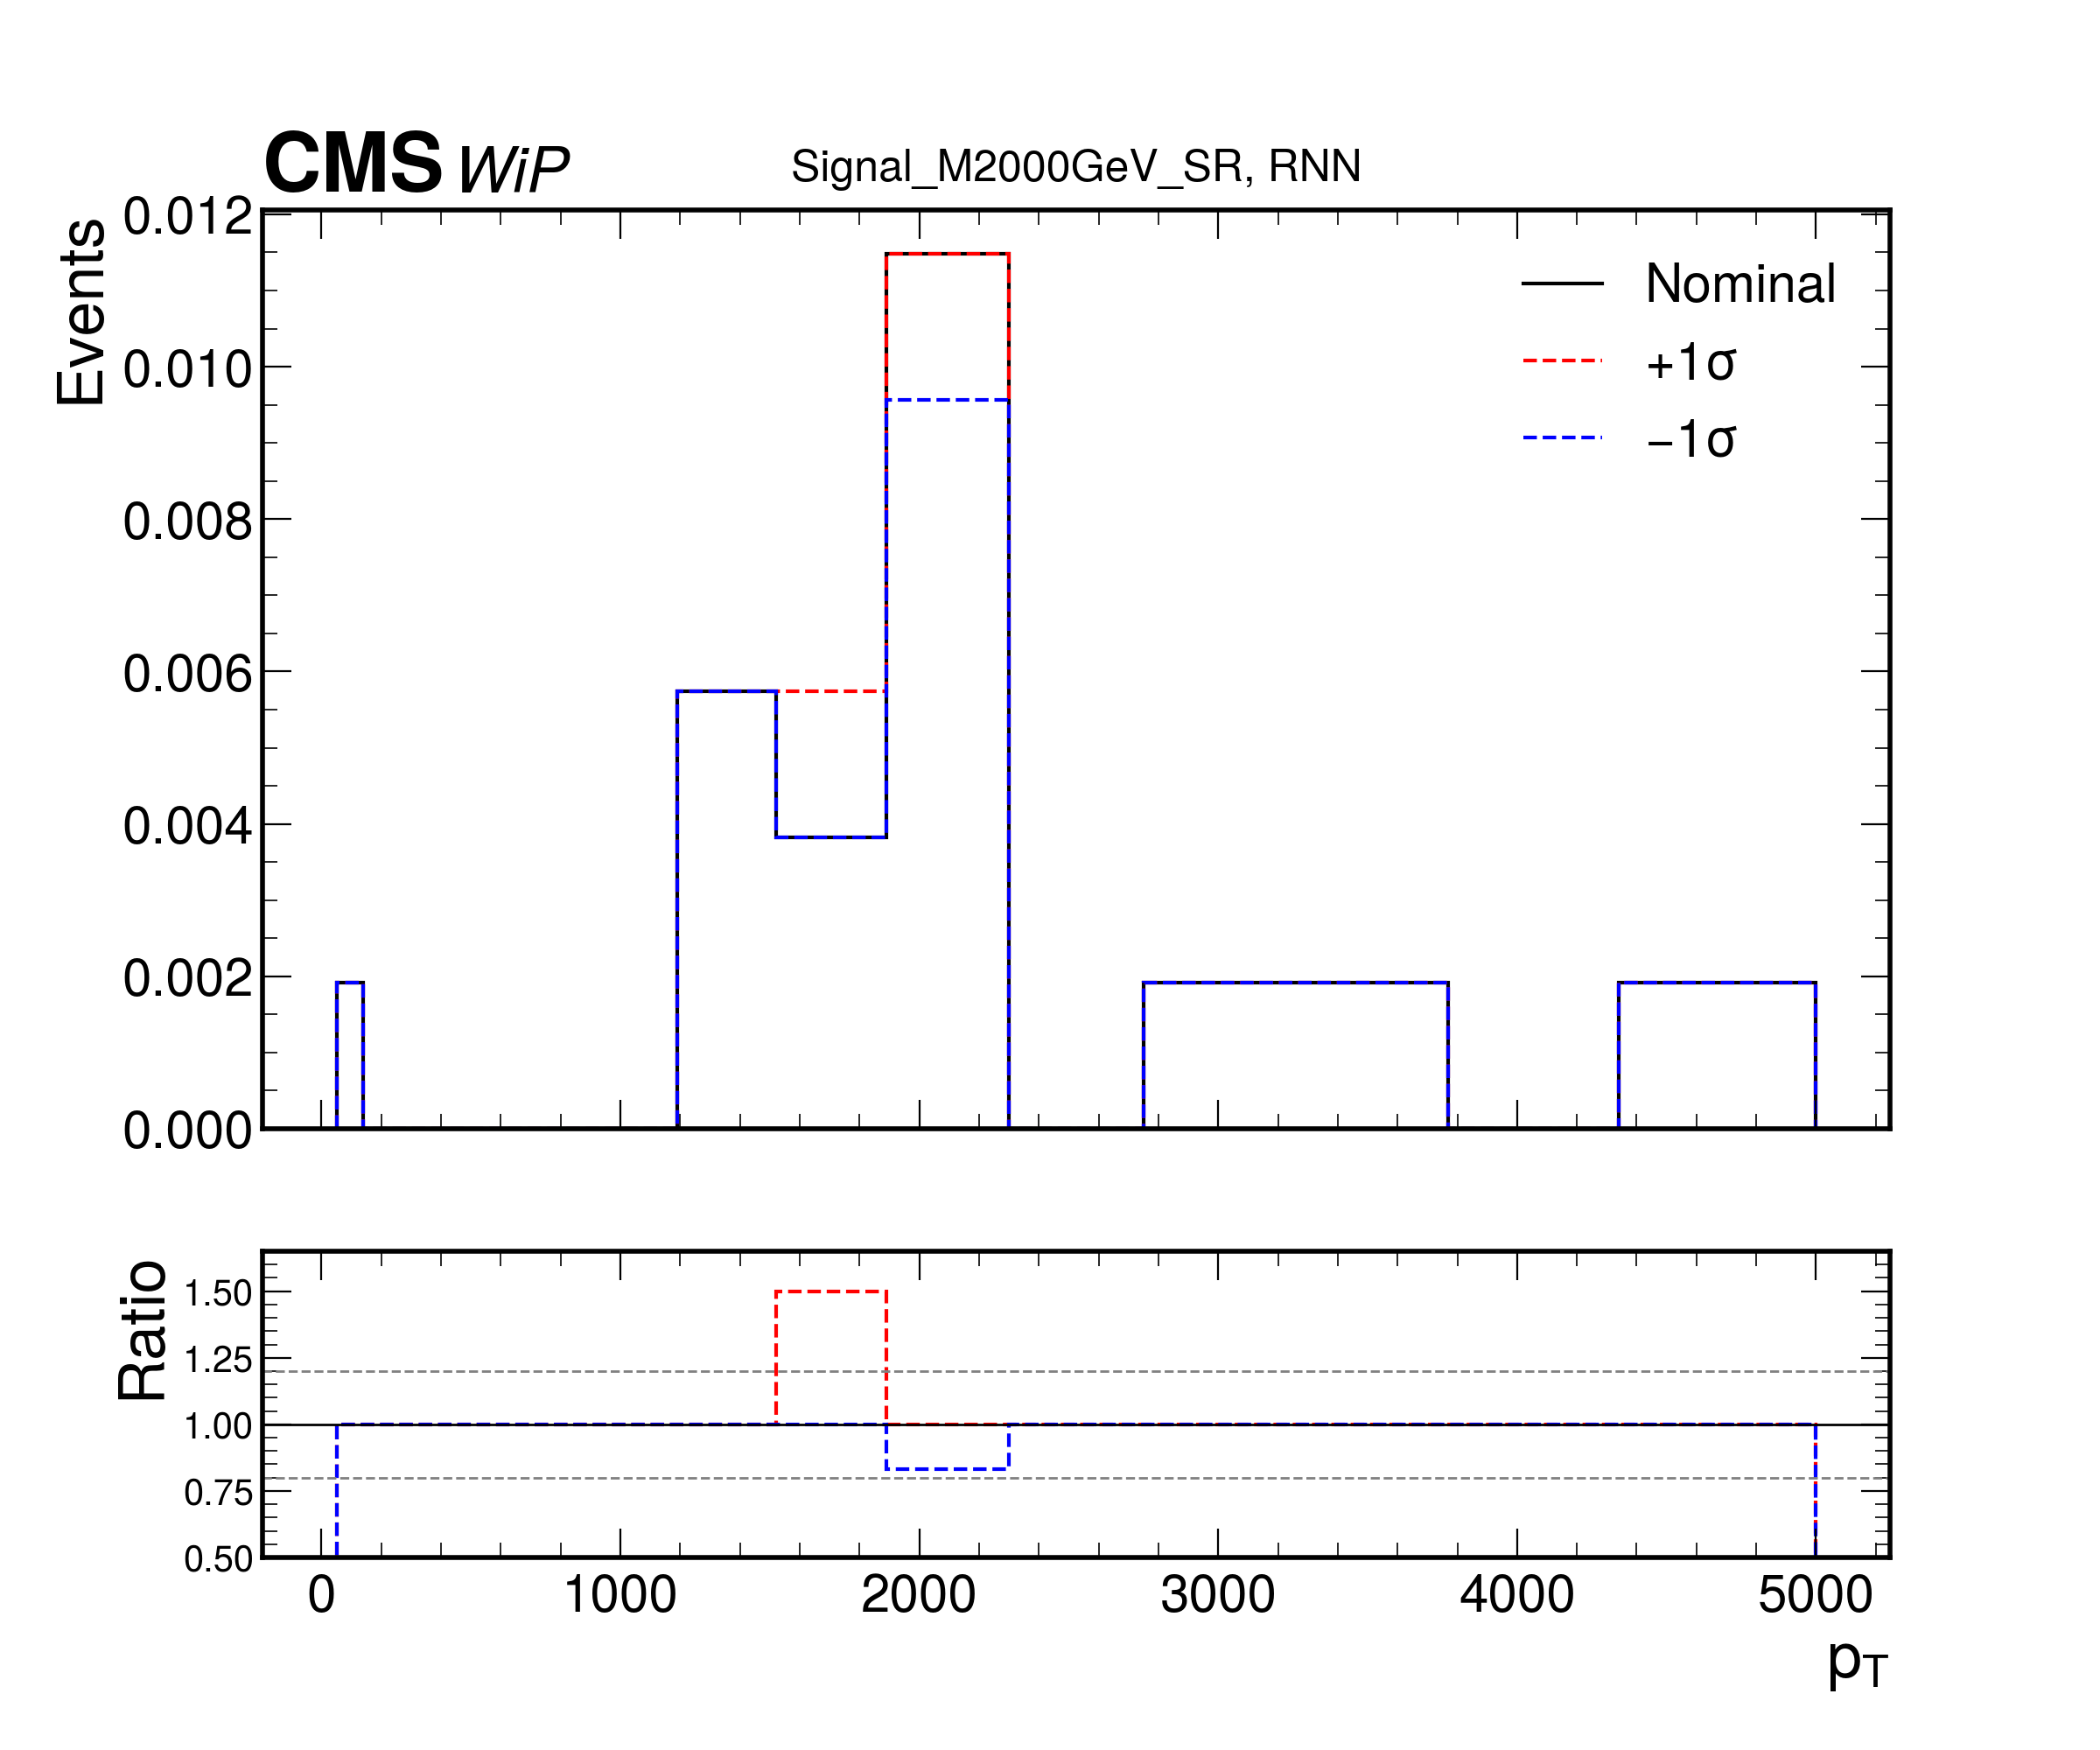 CMS WiP
Signal_M2000GeV_SR, RNN
Events
0.012
0.010
0.008
0.006
0.004
0.002
0.000
Nominal
+1σ
−1σ
Ratio
1.50
1.25
1.00
0.75
0.50
0 1000 2000 3000 4000 5000
pT